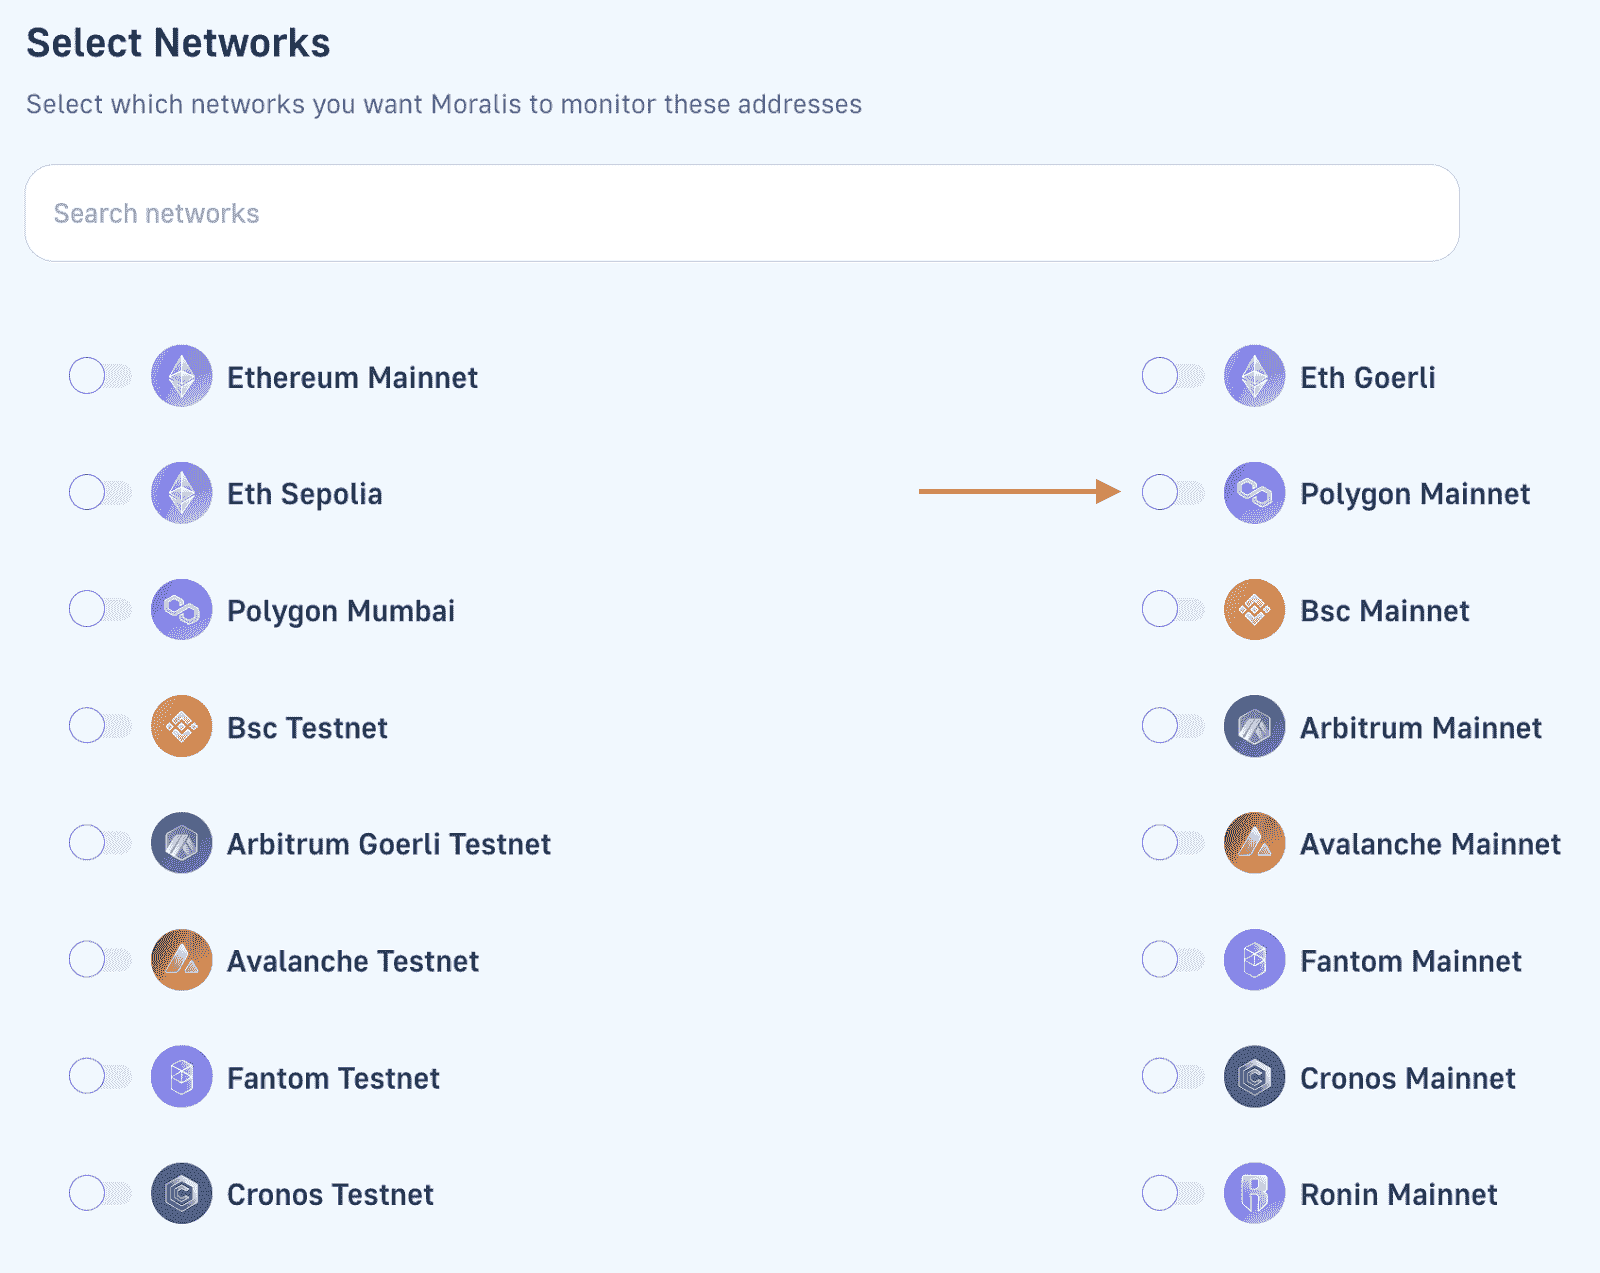 Select Networks
Select which networks you want Moralis to monitor these addresses
Search networks
Ethereum Mainnet
Eth Goerli
Eth Sepolia
Polygon Mainnet
Polygon Mumbai
Bsc Mainnet
Bsc Testnet
Arbitrum Mainnet
Arbitrum Goerli Testnet
Avalanche Mainnet
Avalanche Testnet
Fantom Mainnet
Fantom Testnet
Cronos Mainnet
Cronos Testnet
Ronin Mainnet